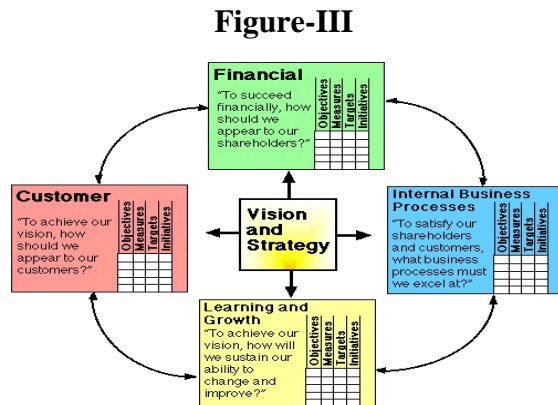 Figure-III
Financial
“To succeed
financially, how
should we
appear to our
shareholders?”
Objectives
Measures
Targets
Initiatives
Customer
“To achieve our
vision, how
should we
appear to our
customers?”
Objectives
Measures
Targets
Initiatives
Vision
and
Strategy
Internal Business
Processes
“To satisfy our
shareholders
and customers,
what business
processes must
we excel at?”
Objectives
Measures
Targets
Initiatives
Learning and
Growth
“To achieve our
vision, how will
we sustain our
ability to
change and
improve?”
Objectives
Measures
Targets
Initiatives